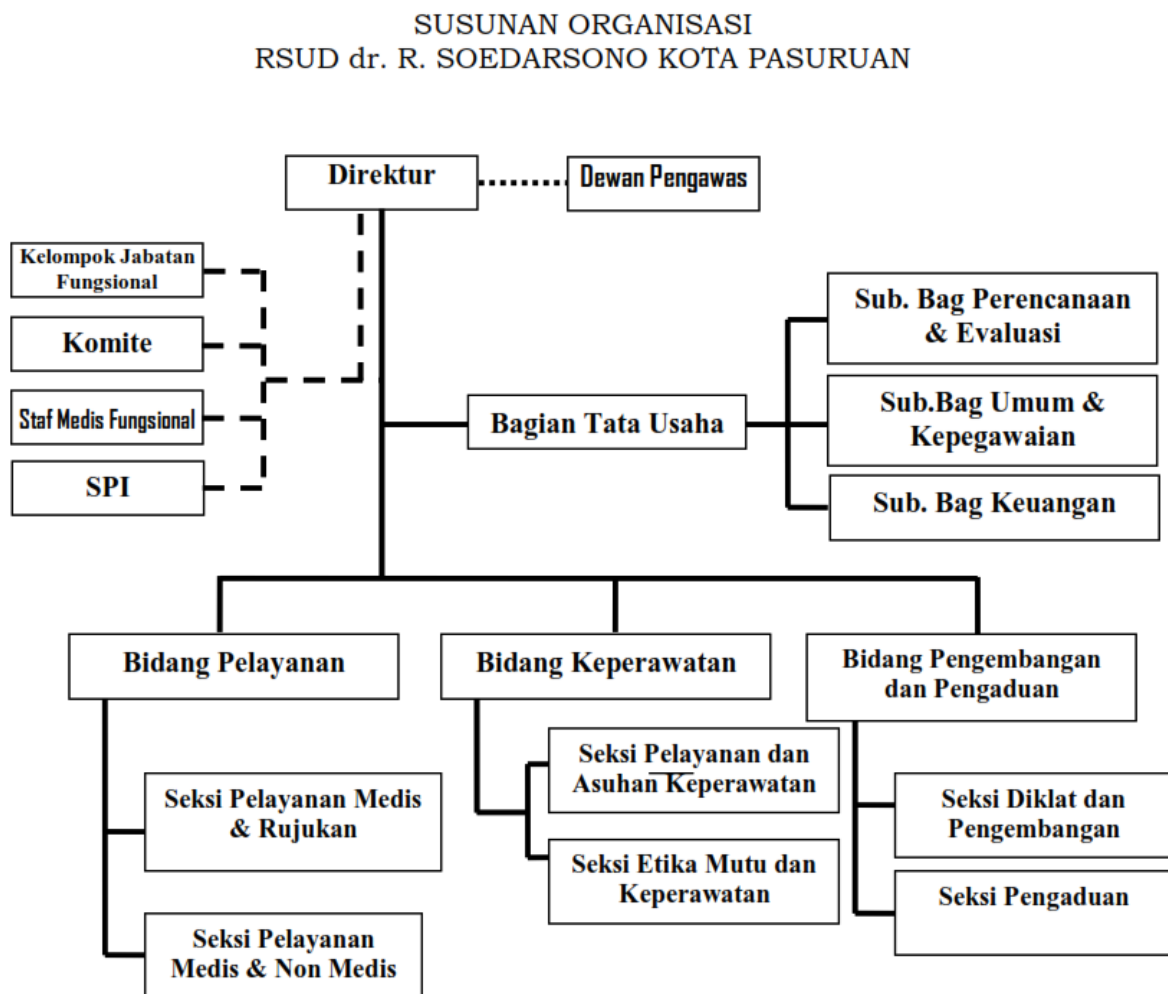 SUSUNAN ORGANISASI
RSUD dr. R. SOEDARSONO KOTA PASURUAN
Direktur
Dewan Pengawas
Kelompok Jabatan
Fungsional
Komite
Staf Medis Fungsional
SPI
Bagian Tata Usaha
Sub. Bag Perencanaan
& Evaluasi
Sub.Bag Umum &
Kepegawaian
Sub. Bag Keuangan
Bidang Pelayanan
Seksi Pelayanan Medis
& Rujukan
Seksi Pelayanan
Medis & Non Medis
Bidang Keperawatan
Seksi Pelayanan dan
Asuhan Keperawatan
Seksi Etika Mutu dan
Keperawatan
Bidang Pengembangan
dan Pengaduan
Seksi Diklat dan
Pengembangan
Seksi Pengaduan